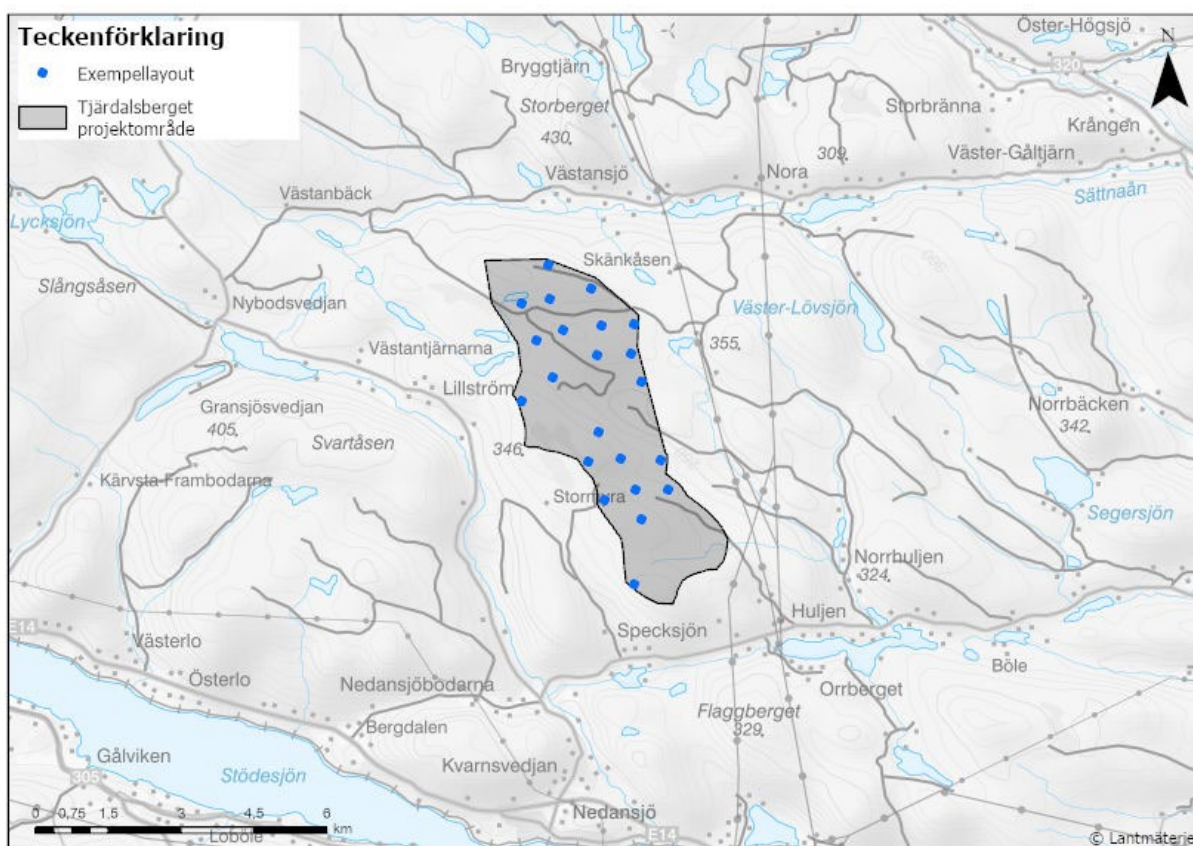 Teckenförklaring
Exempellayout
Tjärdalsberget
projektområde
Öster-Högsjö
N
320
Bryggtjärn
Storberget
430
Storbränna
Krången
309
Väster-Gåltjärn
Västansjö
Nora
Västanbäck
Sättnaån
Lycksjön
Skänkåsen
Slångsåsen
Nybodsvedjan
Väster-Lövsjön
Västantjärnarna
355
Lillström
Gransjösvedjan
405
Svartåsen
Norrbäcken
342
346
Kärvsta-Frambodarna
Stormyra
Segersjön
Norrhuljen
324
E14
Huljen
Specksjön
Västerlo
Österlo
Nedansjöbodarna
Böle
Orrberget
Bergdalen
Flaggberget
329
Gålviken
Kvarnsvedjan
305
Stödesjön
Nedansjö
0 0,75 1,5 3 4,5 6
km
Lobole
E14
© Lantmäterie